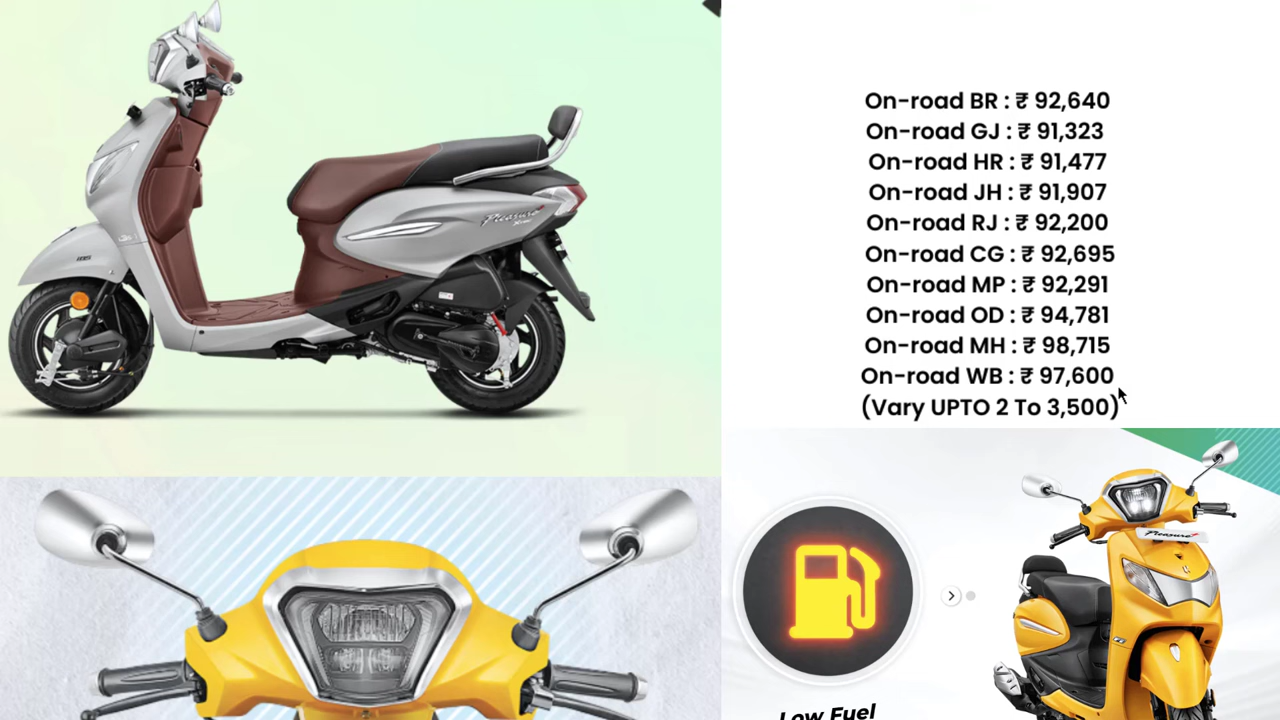 Pleasure+
Xtec
On-road BR : ₹ 92,640
On-road GJ : ₹ 91,323
On-road HR : ₹ 91,477
On-road JH : ₹ 91,907
On-road RJ : ₹ 92,200
On-road CG : ₹ 92,695
On-road MP : ₹ 92,291
On-road OD : ₹ 94,781
On-road MH : ₹ 98,715
On-road WB : ₹ 97,600
(Vary UPTO 2 To 3,500)
Pleasure+
Low Fuel